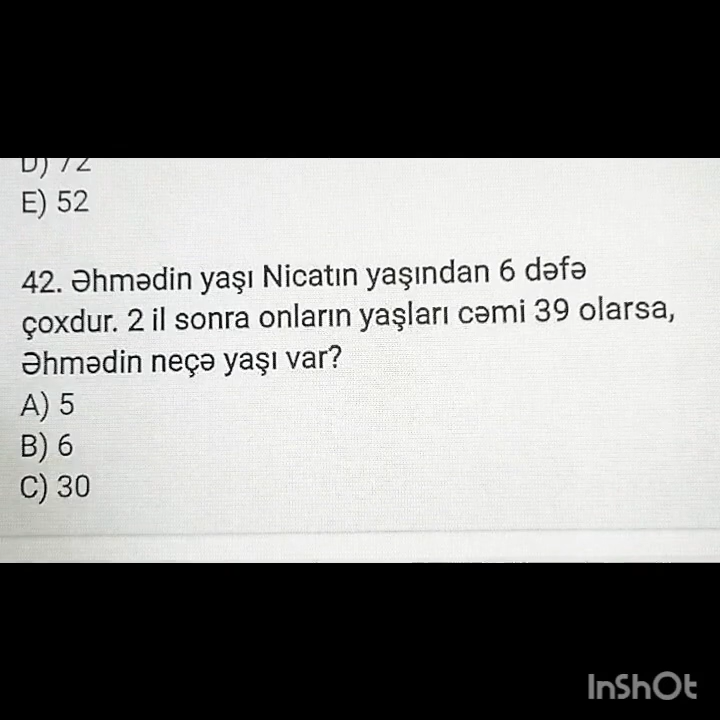 D) 72
E) 52
42. Əhmədin yaşı Nicatın yaşından 6 dəfə
çoxdur. 2 il sonra onların yaşları cəmi 39 olarsa,
Əhmədin neçə yaşı var?
A) 5
B) 6
C) 30
InShOt